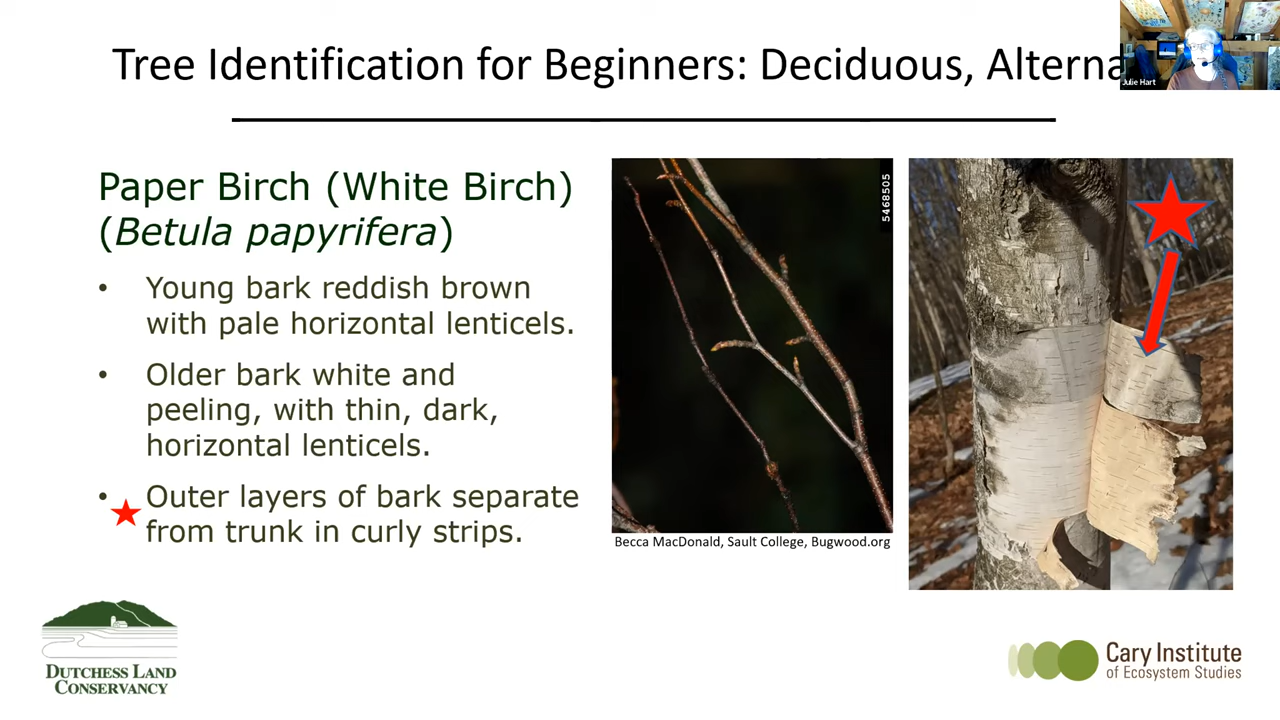 Tree Identification for Beginners: Deciduous, Alterna
Julie Hart
Paper Birch (White Birch)
(Betula papyrifera)
• Young bark reddish brown
with pale horizontal lenticels.
• Older bark white and
peeling, with thin, dark,
horizontal lenticels.
• Outer layers of bark separate
from trunk in curly strips.
5468505
Becca MacDonald, Sault College, Bugwood.org
DUTCHESS LAND
CONSERVANCY
Cary Institute
of Ecosystem Studies